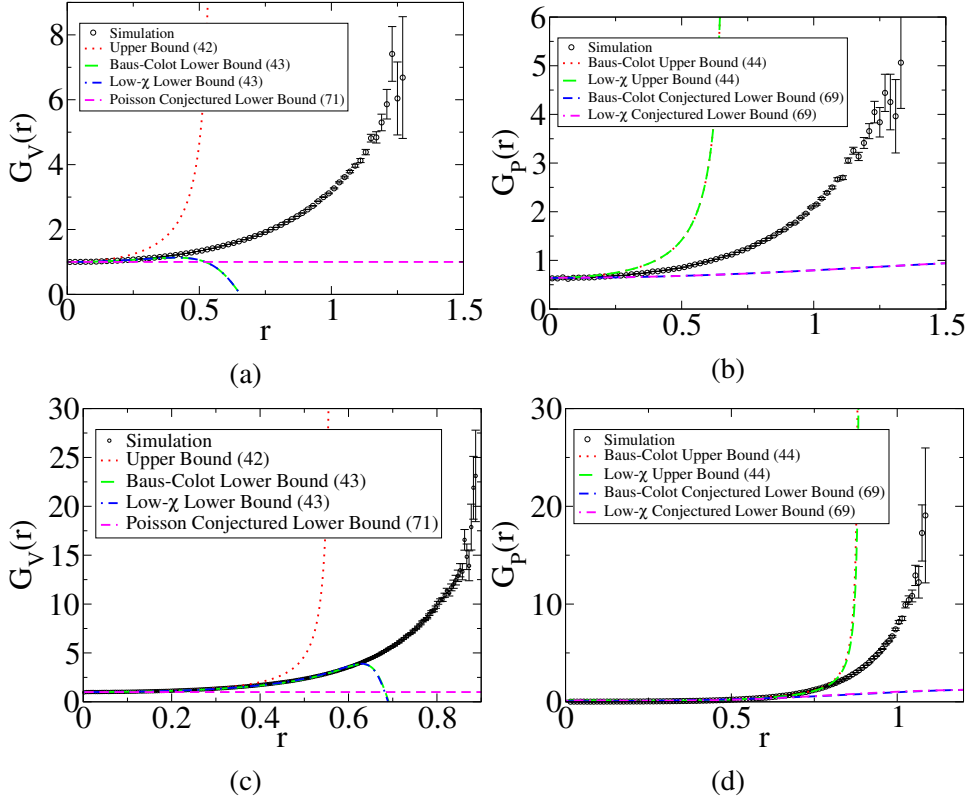 8
6
4
2
0
G_V(r)
Simulation
Upper Bound (42)
Baus-Colot Lower Bound (43)
Low-χ Lower Bound (43)
Poisson Conjectured Lower Bound (71)
0
0.5
1
1.5
r
(a)
6
5
4
3
2
1
0
G_P(r)
Simulation
Baus-Colot Upper Bound (44)
Low-χ Upper Bound (44)
Baus-Colot Conjectured Lower Bound (69)
Low-χ Conjectured Lower Bound (69)
0
0.5
1
1.5
r
(b)
30
25
20
15
10
5
0
G_V(r)
Simulation
Upper Bound (42)
Baus-Colot Lower Bound (43)
Low-χ Lower Bound (43)
Poisson Conjectured Lower Bound (71)
0
0.2
0.4
0.6
0.8
r
(c)
30
25
20
15
10
5
0
G_P(r)
Simulation
Baus-Colot Upper Bound (44)
Low-χ Upper Bound (44)
Baus-Colot Conjectured Lower Bound (69)
Low-χ Conjectured Lower Bound (69)
0
0.5
1
r
(d)